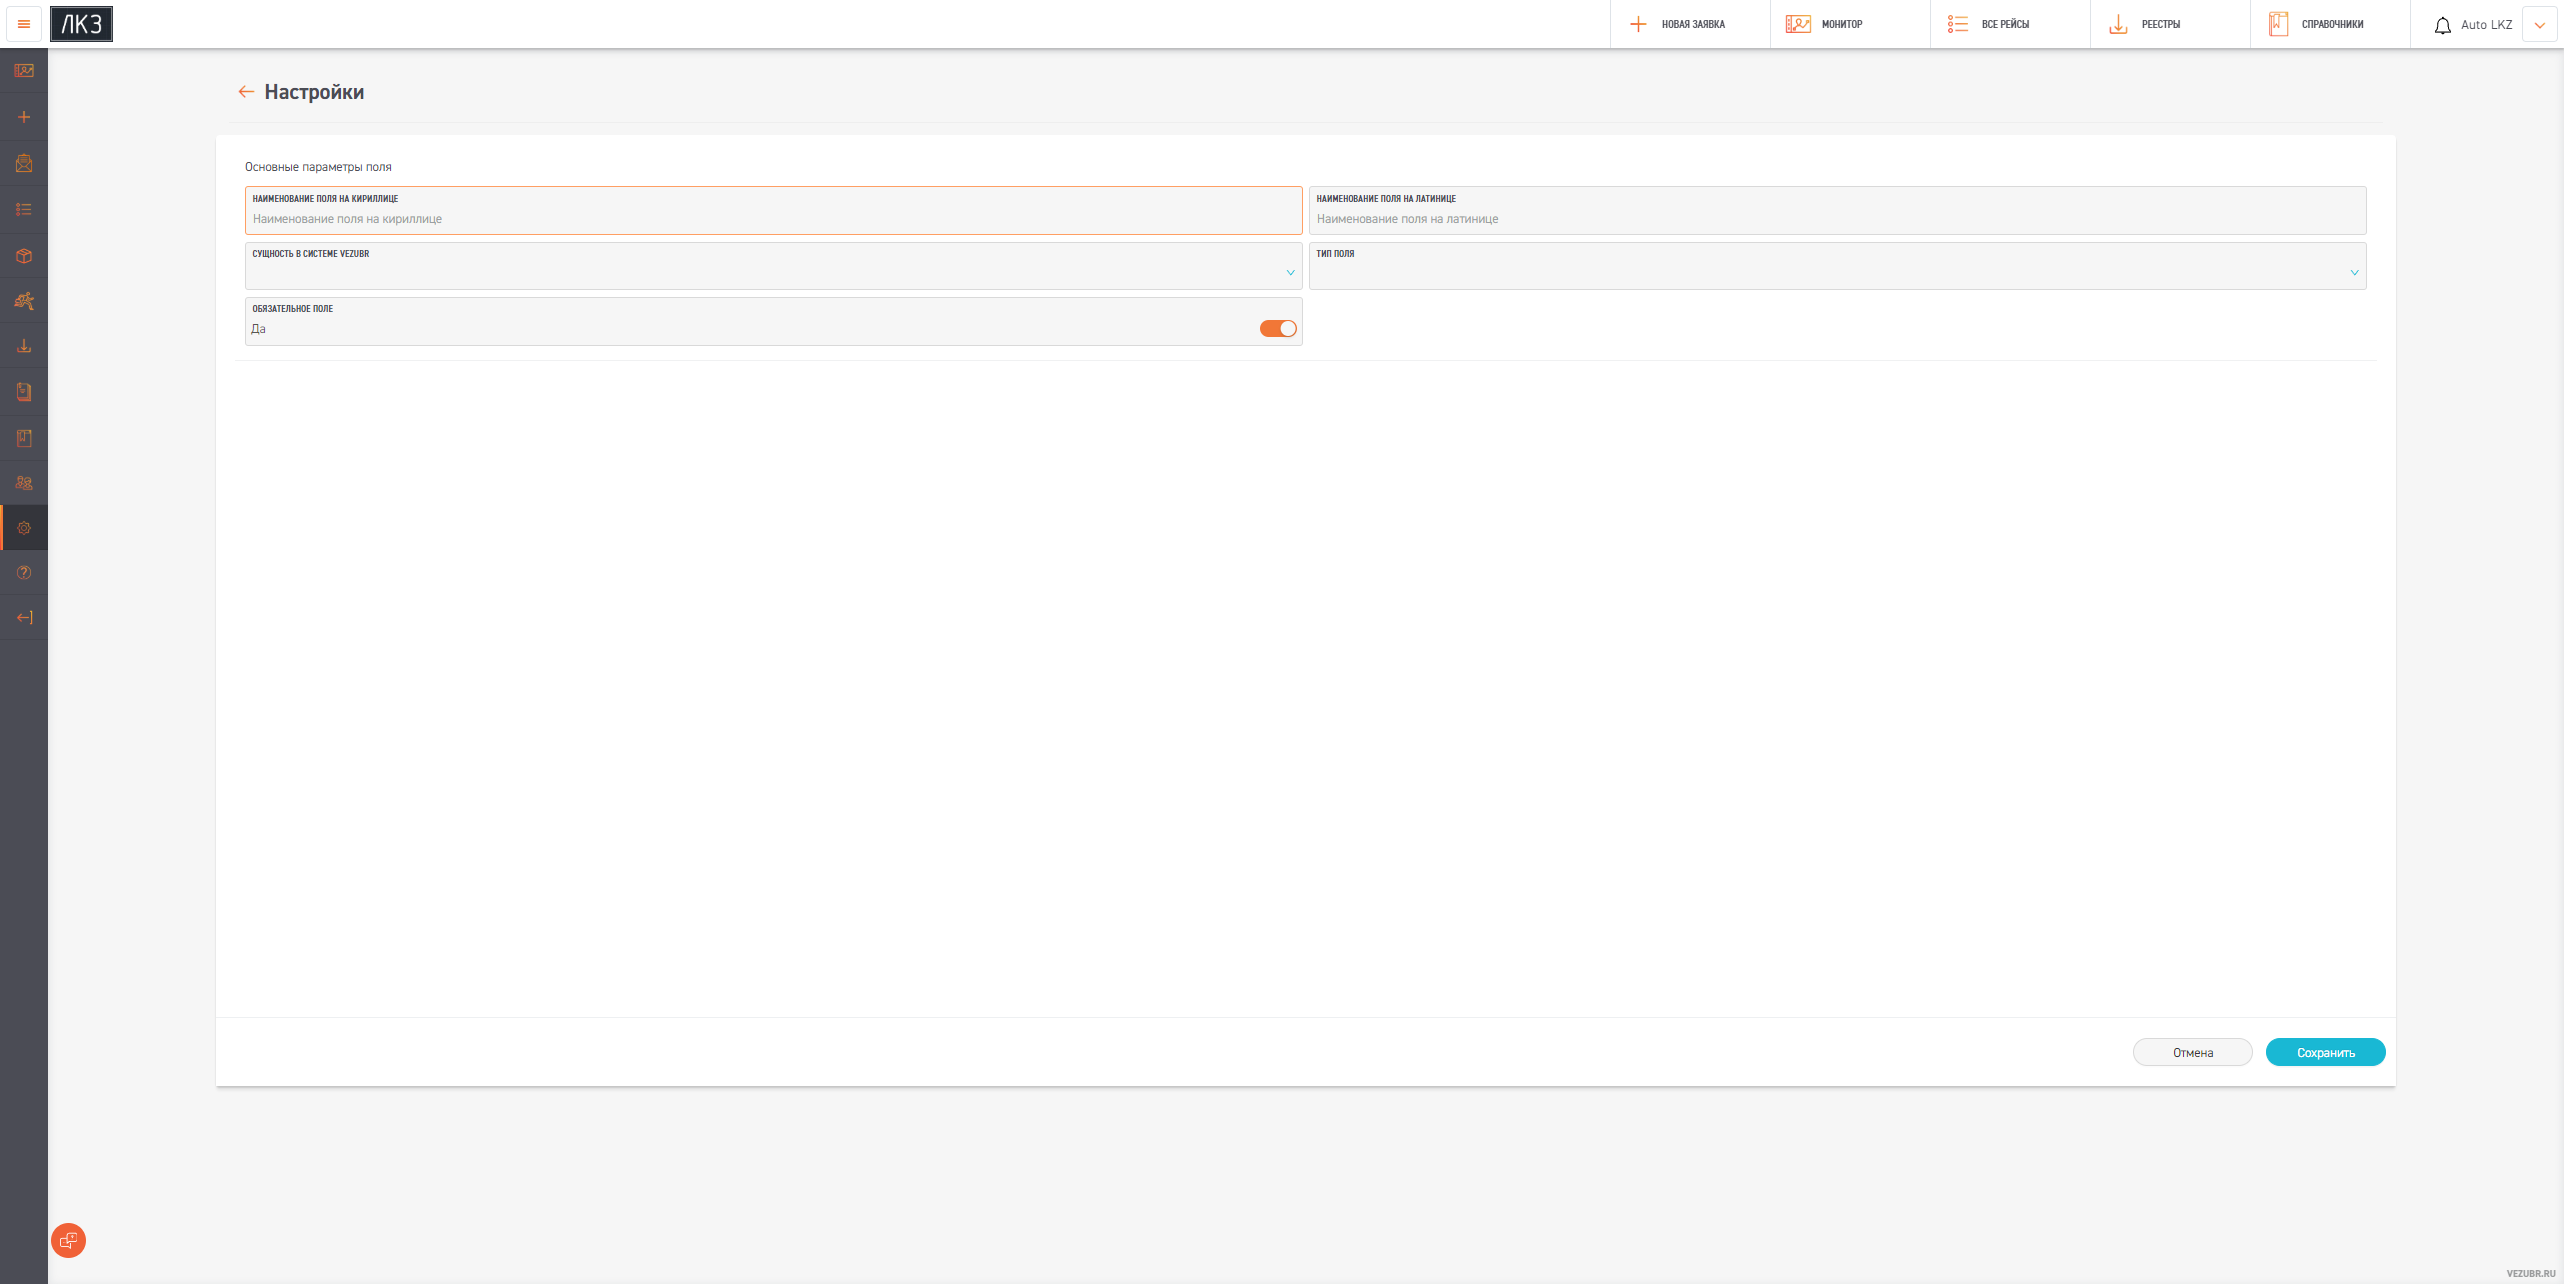 ЛКЗ
НОВАЯ ЗАЯВКА
МОНИТОР
ВСЕ РЕЙСЫ
РЕЕСТРЫ
СПРАВОЧНИКИ
Auto LKZ
Настройки
Основные параметры поля
НАИМЕНОВАНИЕ ПОЛЯ НА КИРИЛЛИЦЕ
Наименование поля на кириллице
НАИМЕНОВАНИЕ ПОЛЯ НА ЛАТИНИЦЕ
Наименование поля на латинице
СУЩНОСТЬ В СИСТЕМЕ VEZUBR
ТИП ПОЛЯ
ОБЯЗАТЕЛЬНОЕ ПОЛЕ
Да
Отмена
Сохранить
VEZUBR.RU